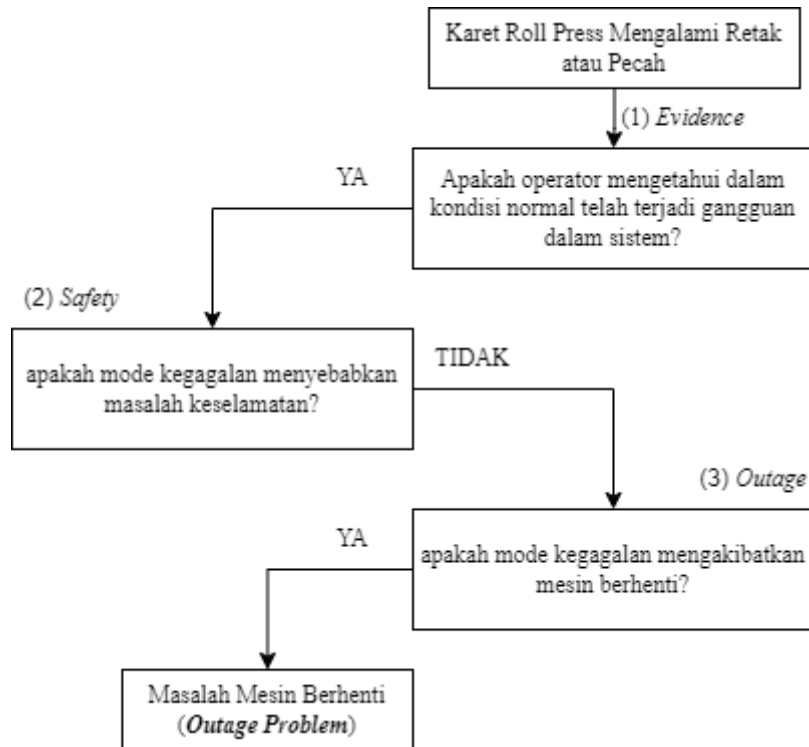 Karet Roll Press Mengalami Retak
atau Pecah
(1) Evidence
YA
Apakah operator mengetahui dalam
kondisi normal telah terjadi gangguan
dalam sistem?
(2) Safety
apakah mode kegagalan menyebabkan
masalah keselamatan?
TIDAK
(3) Outage
YA
apakah mode kegagalan mengakibatkan
mesin berhenti?
Masalah Mesin Berhenti
(Outage Problem)